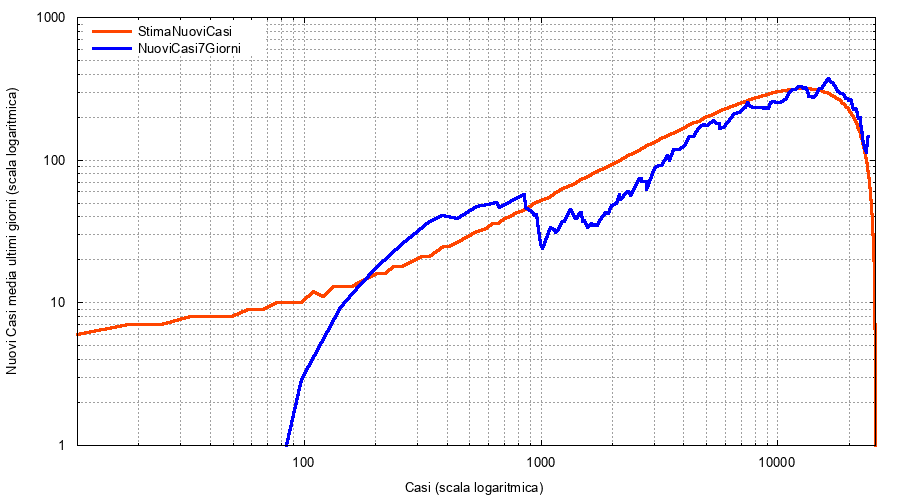 1000
StimaNuoviCasi
NuoviCasi7Giorni
100
10
1
Nuovi Casi media ultimi giorni (scala logaritmica)
100 1000 10000
Casi (scala logaritmica)